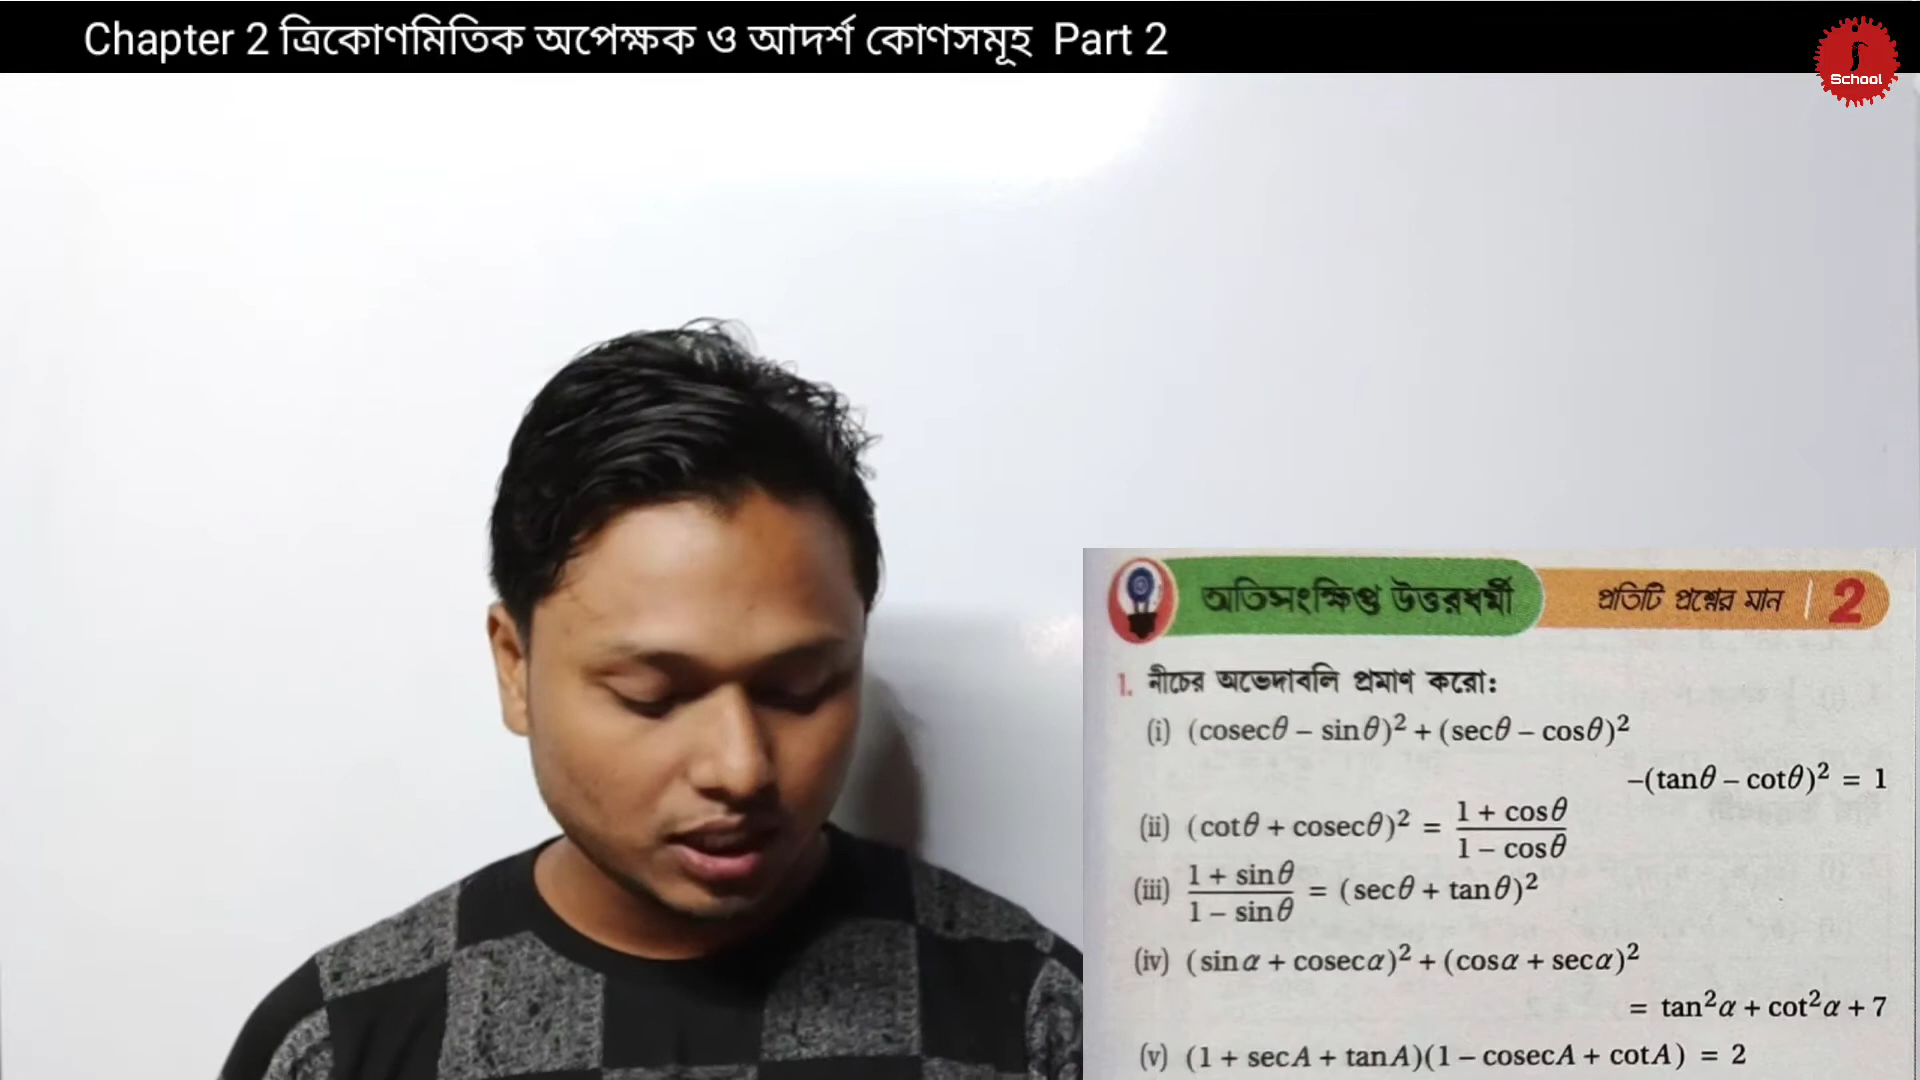 Chapter 2 ত্রিকোণমিতিক অপেক্ষক ও আদর্শ কোণসমূহ Part 2
School
অতিসংক্ষিপ্ত উত্তরধর্মী প্রতিটি প্রশ্নের মান 2
1. নীচের অভেদাবলি প্রমাণ করো:
(i) (cosecθ – sinθ)² + (secθ – cosθ)²
–(tanθ – cotθ)² = 1
(ii) (cotθ + cosecθ)² = (1 + cosθ)/(1 – cosθ)
(iii) (1 + sinθ)/(1 – sinθ) = (secθ + tanθ)²
(iv) (sinα + cosecα)² + (cosα + secα)²
= tan²α + cot²α + 7
(v) (1 + secA + tanA)(1 – cosecA + cotA) = 2